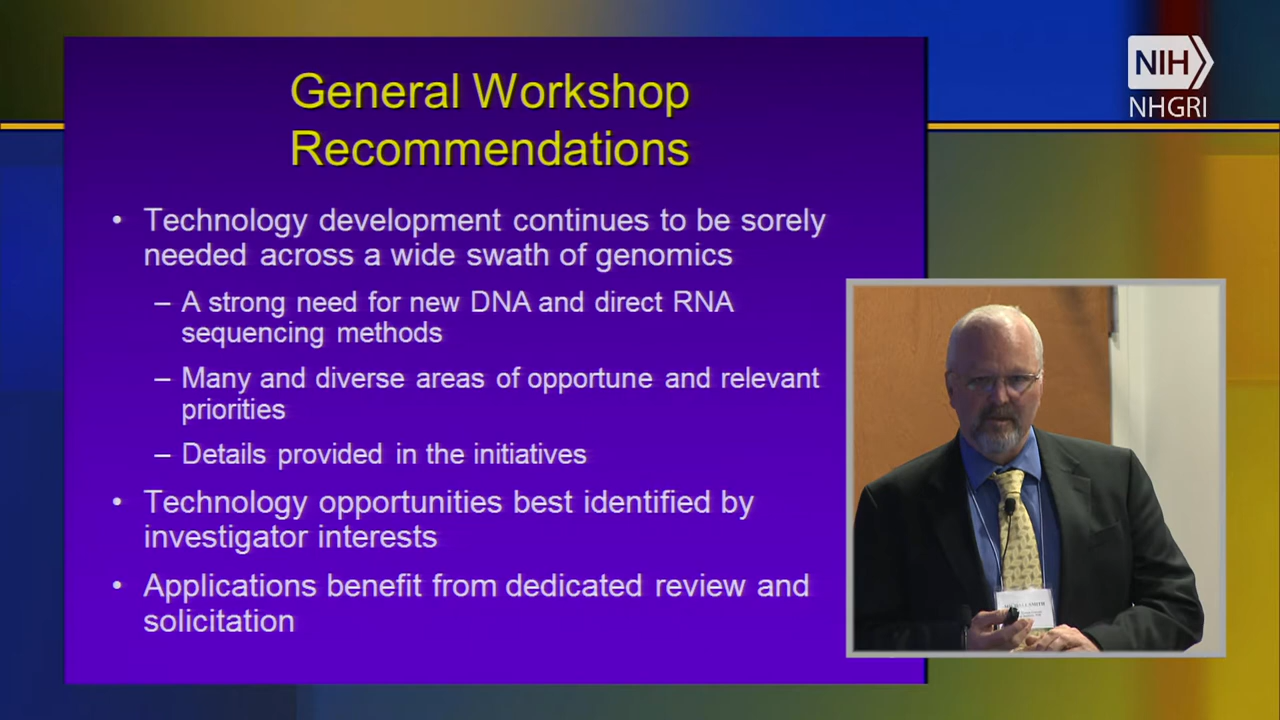 General Workshop
Recommendations
• Technology development continues to be sorely
needed across a wide swath of genomics
– A strong need for new DNA and direct RNA
sequencing methods
– Many and diverse areas of opportune and relevant
priorities
– Details provided in the initiatives
• Technology opportunities best identified by
investigator interests
• Applications benefit from dedicated review and
solicitation
NIH
NHGRI
SMITH